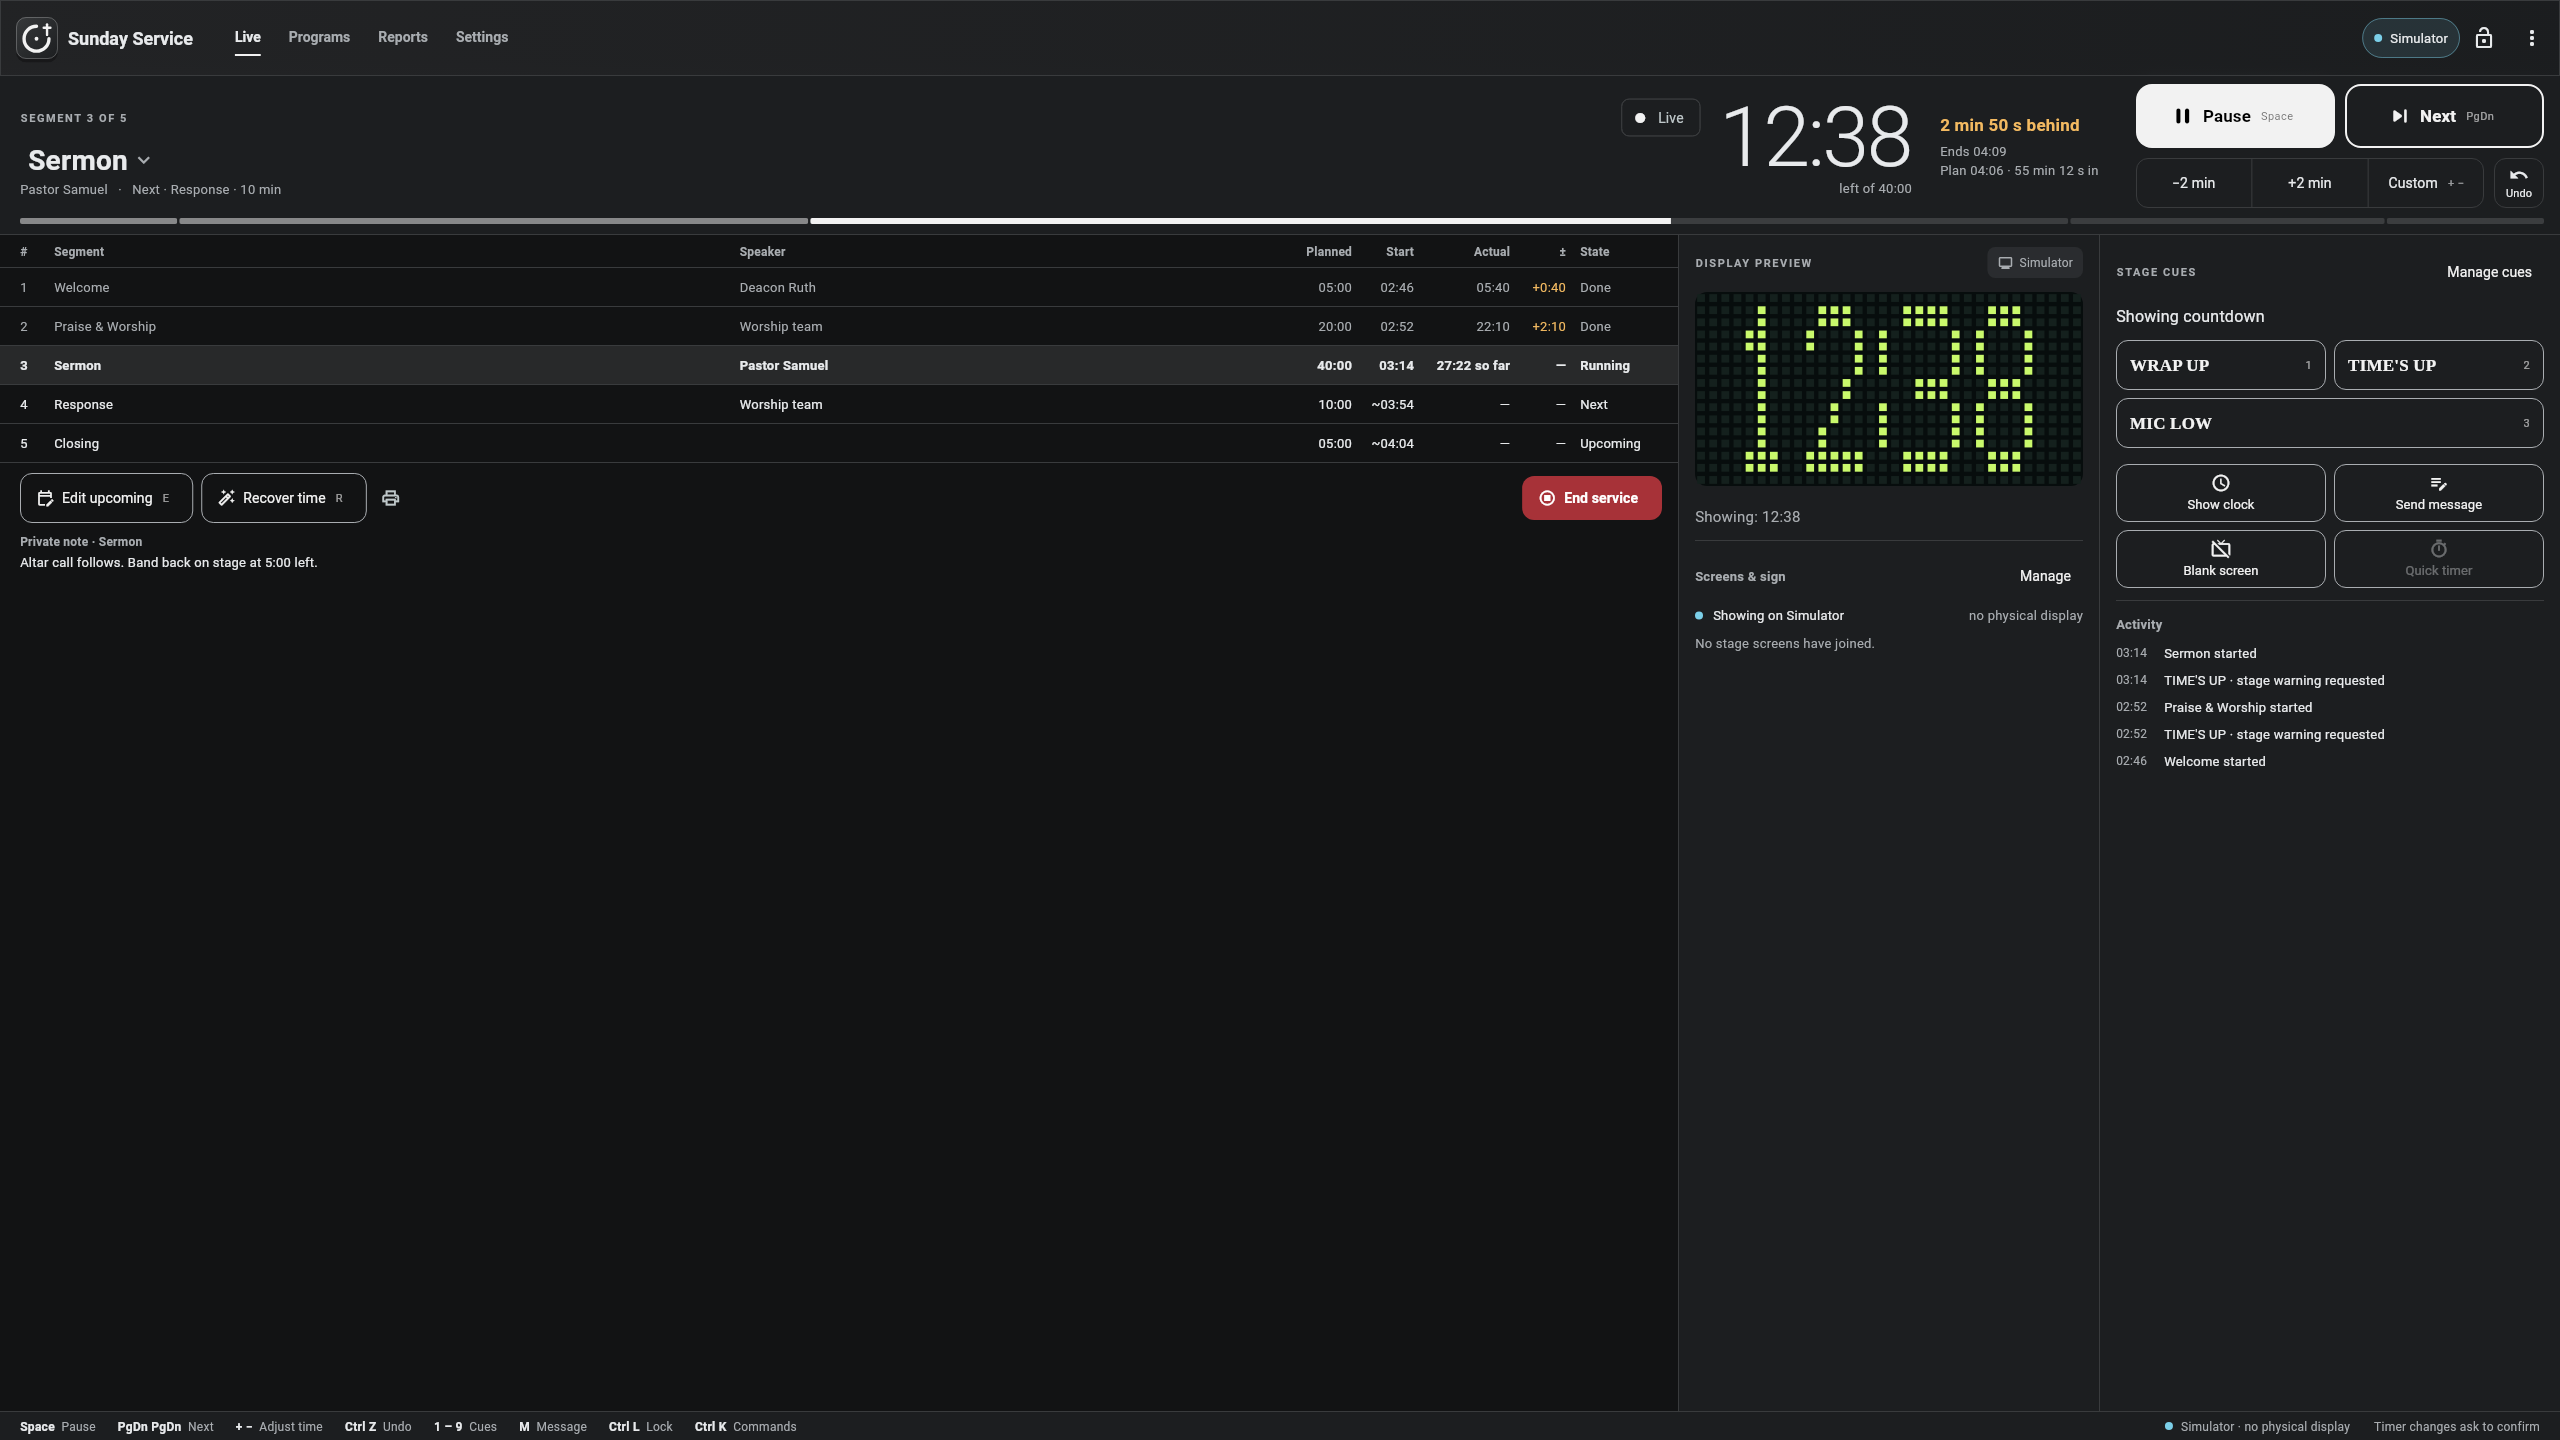 Sunday Service Live Programs Reports Settings Simulator
SEGMENT 3 OF 5
Sermon
Pastor Samuel · Next · Response · 10 min
Live
12:38
left of 40:00
2 min 50 s behind
Ends 04:09
Plan 04:06 · 55 min 12 s in
Pause Space
Next PgDn
−2 min +2 min Custom + −
Undo
# Segment Speaker Planned Start Actual ± State
1 Welcome Deacon Ruth 05:00 02:46 05:40 +0:40 Done
2 Praise & Worship Worship team 20:00 02:52 22:10 +2:10 Done
3 Sermon Pastor Samuel 40:00 03:14 27:22 so far — Running
4 Response Worship team 10:00 ~03:54 — — Next
5 Closing 05:00 ~04:04 — — Upcoming
Edit upcoming E
Recover time R
End service
Private note · Sermon
Altar call follows. Band back on stage at 5:00 left.
DISPLAY PREVIEW
Simulator
12:38
Showing: 12:38
Screens & sign
Manage
Showing on Simulator no physical display
No stage screens have joined.
STAGE CUES
Manage cues
Showing countdown
WRAP UP 1
TIME'S UP 2
MIC LOW 3
Show clock
Send message
Blank screen
Quick timer
Activity
03:14 Sermon started
03:14 TIME'S UP · stage warning requested
02:52 Praise & Worship started
02:52 TIME'S UP · stage warning requested
02:46 Welcome started
Space Pause PgDn PgDn Next + − Adjust time Ctrl Z Undo 1 – 9 Cues M Message Ctrl L Lock Ctrl K Commands
Simulator · no physical display Timer changes ask to confirm